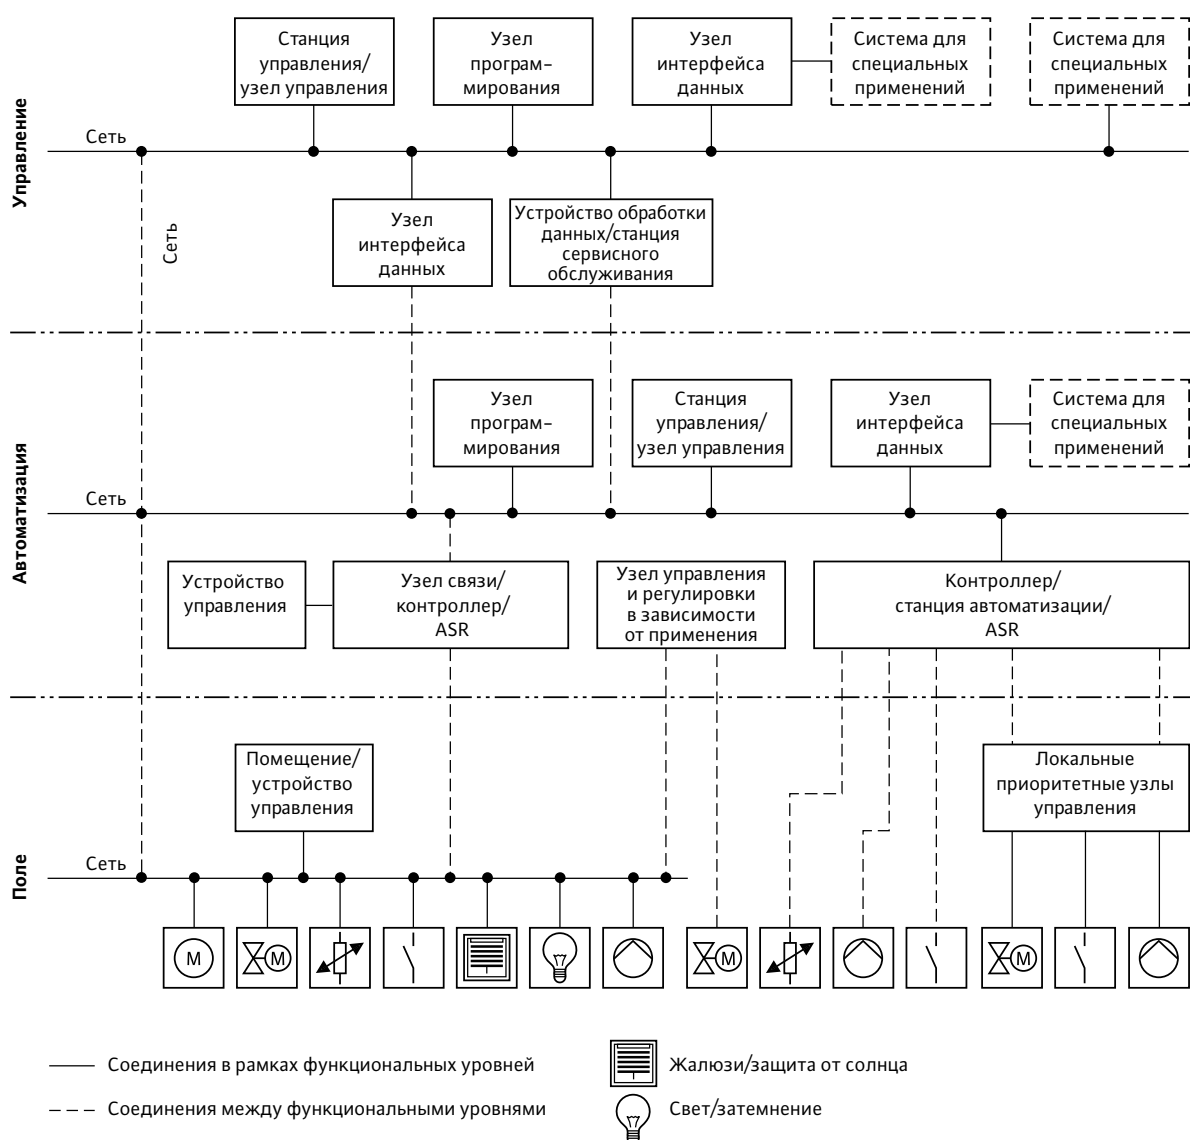 Станция
управления/
узел управления
Узел
програм-
мирования
Узел
интерфейса
данных
Система для
специальных
применений
Система для
специальных
применений
Управление
Сеть
Сеть
Узел
интерфейса
данных
Устройство обработки
данных/станция
сервисного
обслуживания
Узел
програм-
мирования
Станция
управления/
узел управления
Узел
интерфейса
данных
Система для
специальных
применений
Автоматизация
Сеть
Устройство
управления
Узел связи/
контроллер/
ASR
Узел управления
и регулировки
в зависимости
от применения
Контроллер/
станция автоматизации/
ASR
Помещение/
устройство
управления
Локальные
приоритетные узлы
управления
Поле
Сеть
M
M
M
M
Соединения в рамках функциональных уровней
Жалюзи/защита от солнца
Соединения между функциональными уровнями
Свет/затемнение